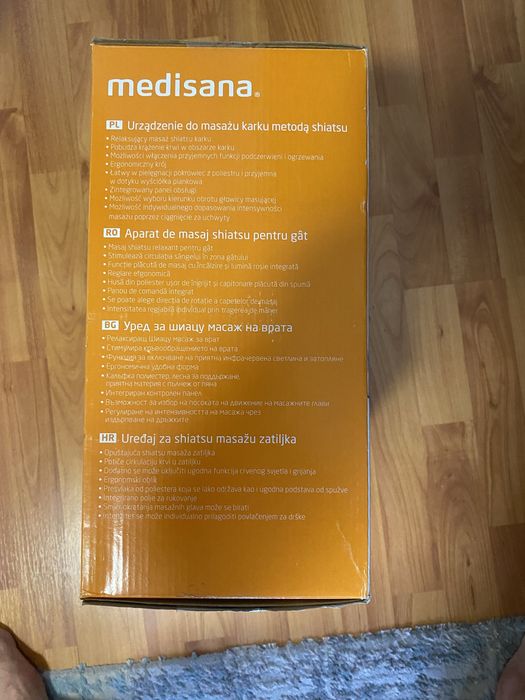 medisana®
PL Urządzenie do masażu karku metodą shiatsu
• Relaksujący masaż shiatsu karku
• Pobudza krążenie krwi w obszarze karku
• Możliwości włączenia przyjemnych funkcji podczerwieni i ogrzewania
• Ergonomiczny krój
• Łatwy w pielęgnacji pokrowiec z poliestru i przyjemna
w dotyku wyściółka piankowa
• Zintegrowany panel obsługi
• Możliwość wyboru kierunku obrotu głowicy masującej
• Możliwość indywidualnego dopasowania intensywności
masażu poprzez ciągnięcie za uchwyty
RO Aparat de masaj shiatsu pentru gât
• Masaj shiatsu relaxant pentru gât
• Stimulează circulația sângelui în zona gâtului
• Funcție plăcută de masaj cu încălzire și lumină roșie integrată
• Reglare ergonomică
• Husă din poliester ușor de îngrijit și capitonare plăcută din spumă
• Panou de comandă integrat
• Se poate alege direcția de rotație a capetelor de masaj
• Intensitatea reglabilă individual prin tragerea de mâner
BG Уред за шиацу масаж на врата
• Релаксиращ Шиацу масаж за врат
• Стимулира кръвообращението на врата
• Функция за включване на приятна инфрачервена светлина и затопляне
• Ергономична удобна форма
• Калъфка полиестер, лесна за поддържане,
приятна материя с пълнеж от пяна
• Интегриран контролен панел
• Възможност за избор на посоката на движение на масажните глави
• Регулиране на интензивността на масажа чрез
издърпване на дръжките
HR Uređaj za shiatsu masažu zatiljka
• Opuštajuća shiatsu masaža zatiljka
• Potiče cirkulaciju krvi u zatiljku
• Dodatno se može uključiti ugodna funkcija crvenog svjetla i grijanja
• Ergonomski oblik
• Presvlaka od poliestera koja se lako održava kao i ugodna podstava od spužve
• Integrirano polje za rukovanje
• Smjer okretanja masažnih glava može se birati
• Intenzitet se može individualno prilagoditi povlačenjem za drške